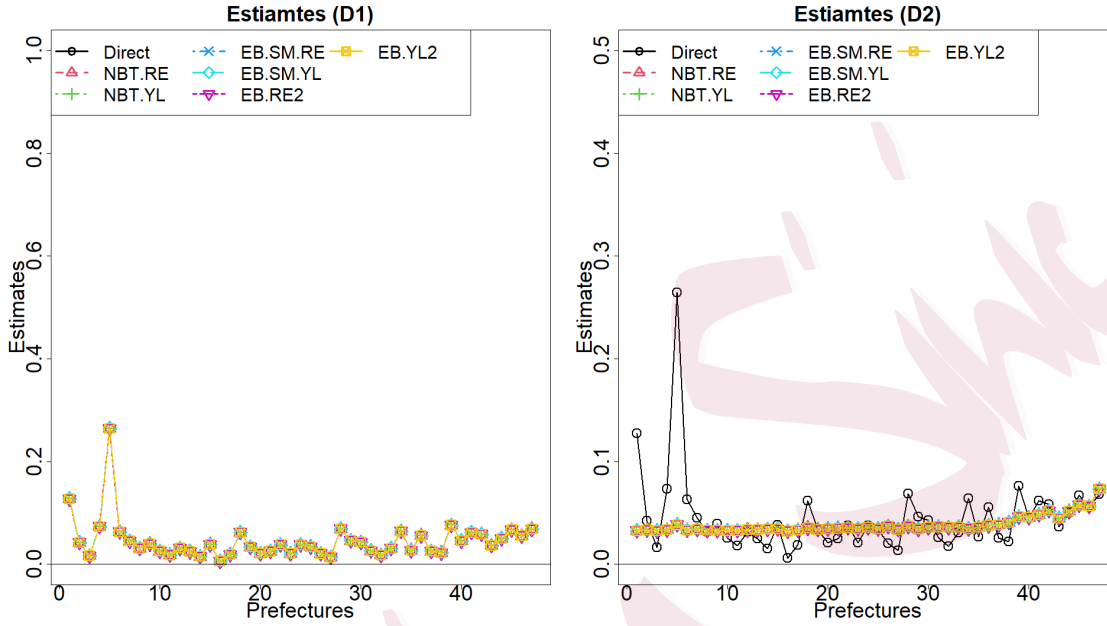 Estiamtes (D1)
Direct
NBT.RE
NBT.YL
EB.SM.RE
EB.SM.YL
EB.RE2
EB.YL2
Estimates
0.0
0.2
0.4
0.6
0.8
1.0
0
10
20
30
40
Prefectures
Estiamtes (D2)
Direct
NBT.RE
NBT.YL
EB.SM.RE
EB.SM.YL
EB.RE2
EB.YL2
Estimates
0.0
0.1
0.2
0.3
0.4
0.5
0
10
20
30
40
Prefectures